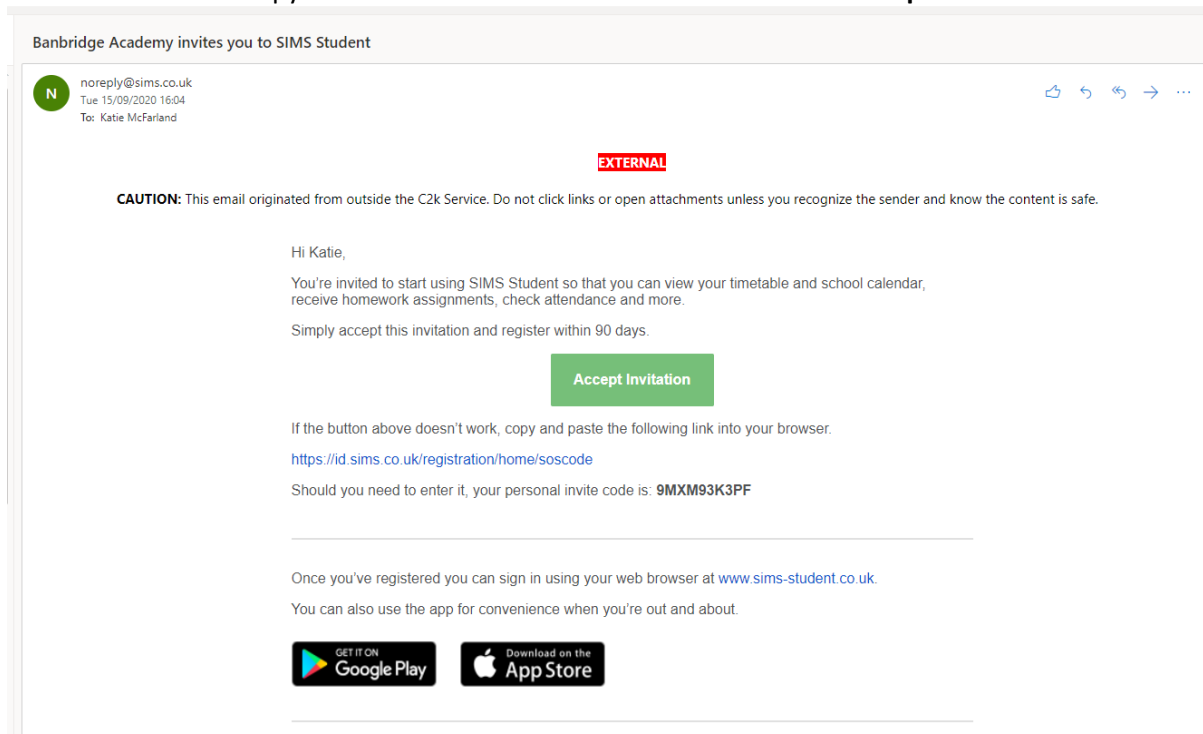 Banbridge Academy invites you to SIMS Student
N
noreply@sims.co.uk
Tue 15/09/2020 16:04
To: Katie McFarland
EXTERNAL
CAUTION: This email originated from outside the C2k Service. Do not click links or open attachments unless you recognize the sender and know the content is safe.
Hi Katie,
You're invited to start using SIMS Student so that you can view your timetable and school calendar,
receive homework assignments, check attendance and more.
Simply accept this invitation and register within 90 days.
Accept Invitation
If the button above doesn't work, copy and paste the following link into your browser.
https://id.sims.co.uk/registration/home/soscode
Should you need to enter it, your personal invite code is: 9MXM93K3PF
Once you've registered you can sign in using your web browser at www.sims-student.co.uk.
You can also use the app for convenience when you're out and about.
GET IT ON
Google Play
Download on the
App Store